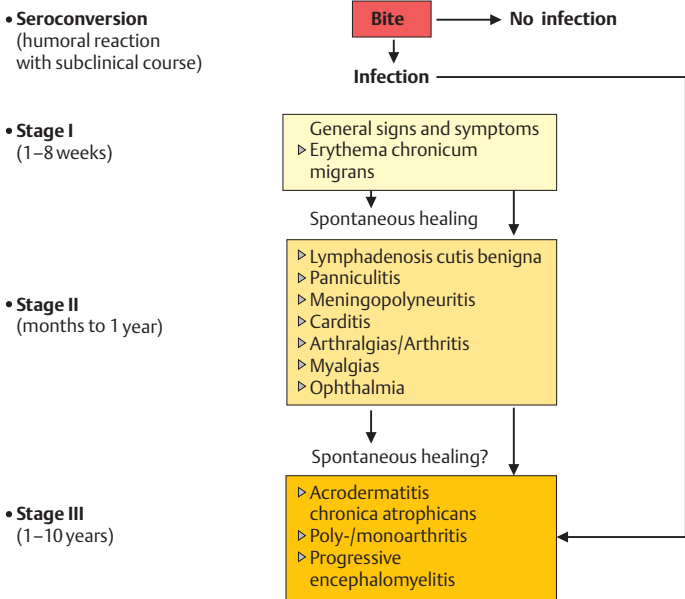 • Seroconversion
(humoral reaction
with subclinical course)
Bite
No infection
Infection
• Stage I
(1–8 weeks)
General signs and symptoms
▷ Erythema chronicum
migrans
Spontaneous healing
• Stage II
(months to 1 year)
▷ Lymphadenosis cutis benigna
▷ Panniculitis
▷ Meningopolyneuritis
▷ Carditis
▷ Arthralgias/Arthritis
▷ Myalgias
▷ Ophthalmia
Spontaneous healing?
• Stage III
(1–10 years)
▷ Acrodermatitis
chronica atrophicans
▷ Poly-/monoarthritis
▷ Progressive
encephalomyelitis